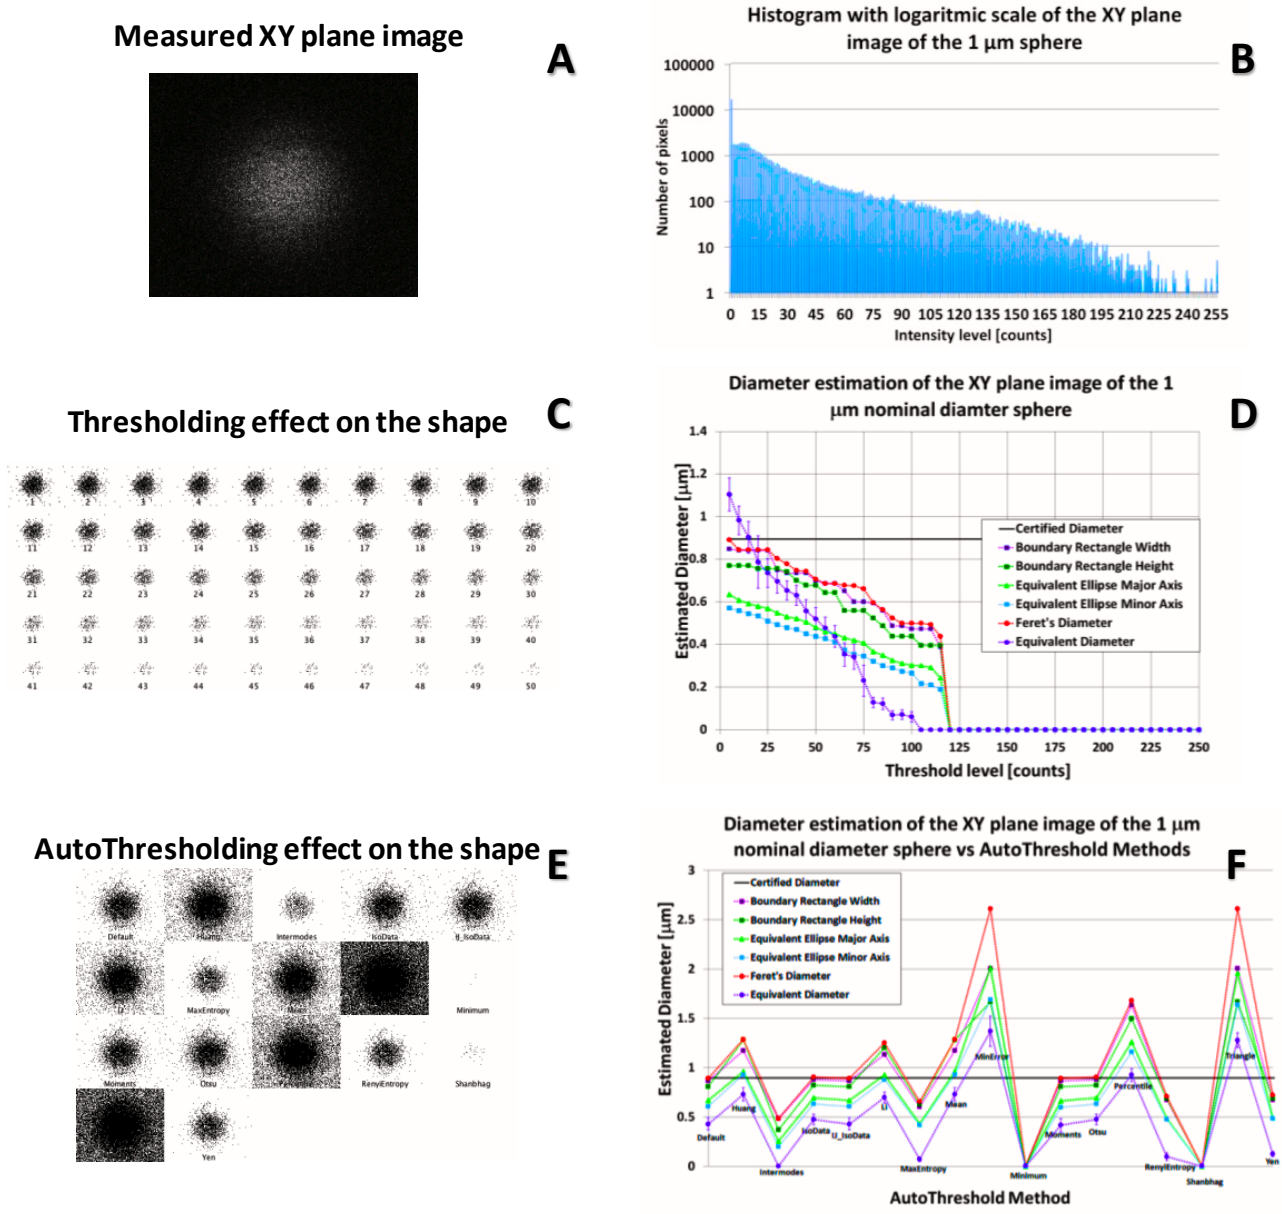 Measured XY plane image
A
Histogram with logaritmic scale of the XY plane
image of the 1 µm sphere
B
Number of pixels
100000
10000
1000
100
10
1
0 15 30 45 60 75 90 105 120 135 145 165 180 195 210 225 240 255
Intensity level [counts]
Thresholding effect on the shape
C
1 2 3 4 5 6 7 8 9 10
11 12 13 14 15 16 17 18 19 20
21 22 23 24 25 26 27 28 29 30
31 32 33 34 35 36 37 38 39 40
41 42 43 44 45 46 47 48 49 50
Diameter estimation of the XY plane image of the 1
µm nominal diamter sphere
D
Estimated Diameter [µm]
1.4
1.2
1
0.8
0.6
0.4
0.2
0
Certified Diameter
Boundary Rectangle Width
Boundary Rectangle Height
Equivalent Ellipse Major Axis
Equivalent Ellipse Minor Axis
Feret's Diameter
Equivalent Diameter
0 25 50 75 100 125 150 175 200 225 250
Threshold level [counts]
AutoThresholding effect on the shape
E
Default Huang Intermodes IsoData IJ_IsoData
Li MaxEntropy Mean Minimum
Moments Otsu Percentile RenyiEntropy Shanbhag
Yen
Diameter estimation of the XY plane image of the 1 µm
nominal diameter sphere vs AutoThreshold Methods
F
Estimated Diameter [µm]
3
2.5
2
1.5
1
0.5
0
Certified Diameter
Boundary Rectangle Width
Boundary Rectangle Height
Equivalent Ellipse Major Axis
Equivalent Ellipse Minor Axis
Feret's Diameter
Equivalent Diameter
Default
Huang
Intermodes
IsoData
IJ_IsoData
LI
MaxEntropy
Mean
MinError
Minimum
Moments
Otsu
Percentile
RenyiEntropy
Shanbhag
Triangle
Yen
AutoThreshold Method